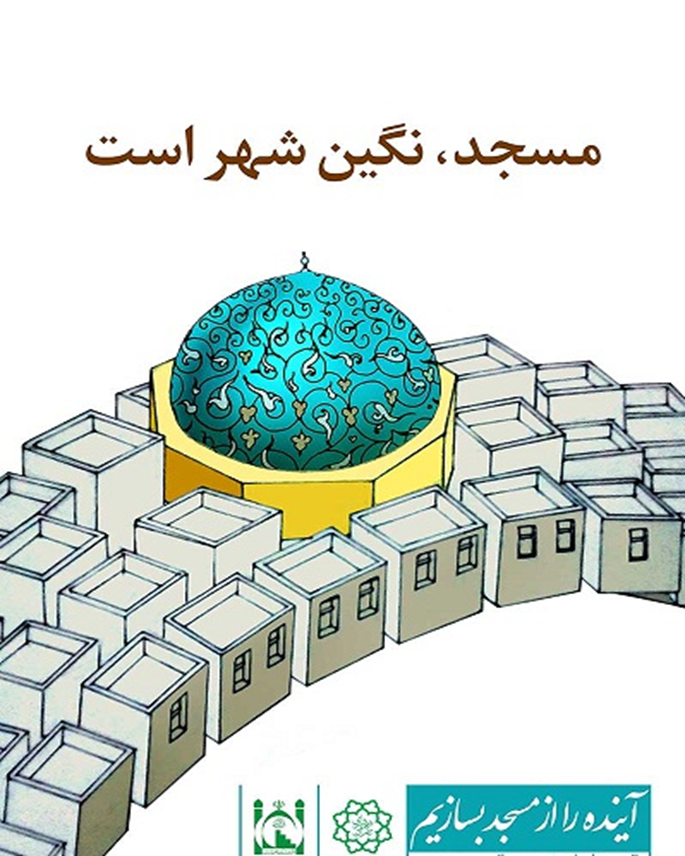 مسجد، نگین شهر است
آینده را از مسجد بسازیم